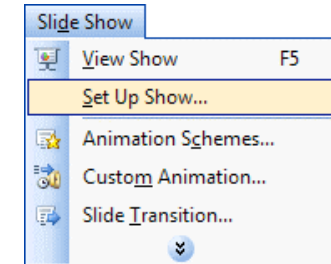 Slide Show
View Show F5
Set Up Show...
Animation Schemes...
Custom Animation...
Slide Transition...